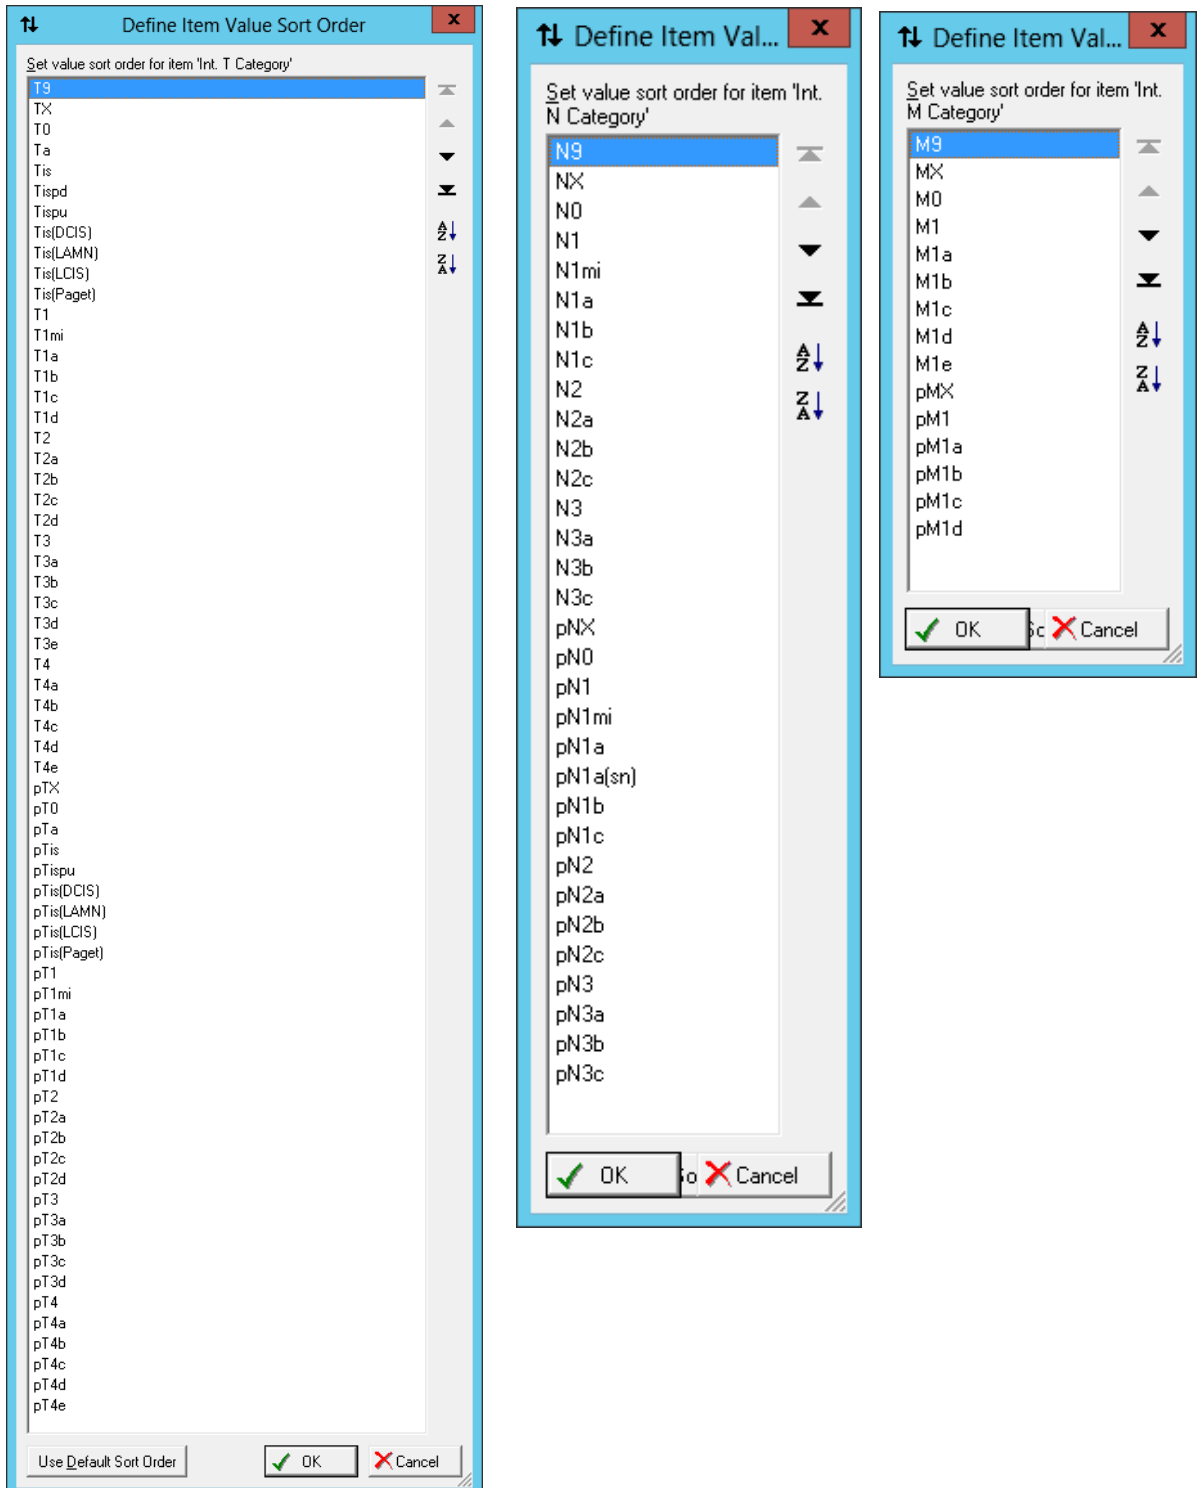 Define Item Value Sort Order
Set value sort order for item 'Int. T Category'
T9
TX
T0
Ta
Tis
Tispd
Tispu
Tis(DCIS)
Tis(LAMN)
Tis(LCIS)
Tis(Paget)
T1
T1mi
T1a
T1b
T1c
T1d
T2
T2a
T2b
T2c
T2d
T3
T3a
T3b
T3c
T3d
T3e
T4
T4a
T4b
T4c
T4d
T4e
pTX
pT0
pTa
pTis
pTispu
pTis(DCIS)
pTis(LAMN)
pTis(LCIS)
pTis(Paget)
pT1
pT1mi
pT1a
pT1b
pT1c
pT1d
pT2
pT2a
pT2b
pT2c
pT2d
pT3
pT3a
pT3b
pT3c
pT3d
pT4
pT4a
pT4b
pT4c
pT4d
pT4e
Use Default Sort Order
OK
Cancel
Define Item Val...
Set value sort order for item 'Int.
N Category'
N9
NX
N0
N1
N1mi
N1a
N1b
N1c
N2
N2a
N2b
N2c
N3
N3a
N3b
N3c
pNX
pN0
pN1
pN1mi
pN1a
pN1a(sn)
pN1b
pN1c
pN2
pN2a
pN2b
pN2c
pN3
pN3a
pN3b
pN3c
OK
Cancel
Define Item Val...
Set value sort order for item 'Int.
M Category'
M9
MX
M0
M1
M1a
M1b
M1c
M1d
M1e
pMX
pM1
pM1a
pM1b
pM1c
pM1d
OK
Cancel